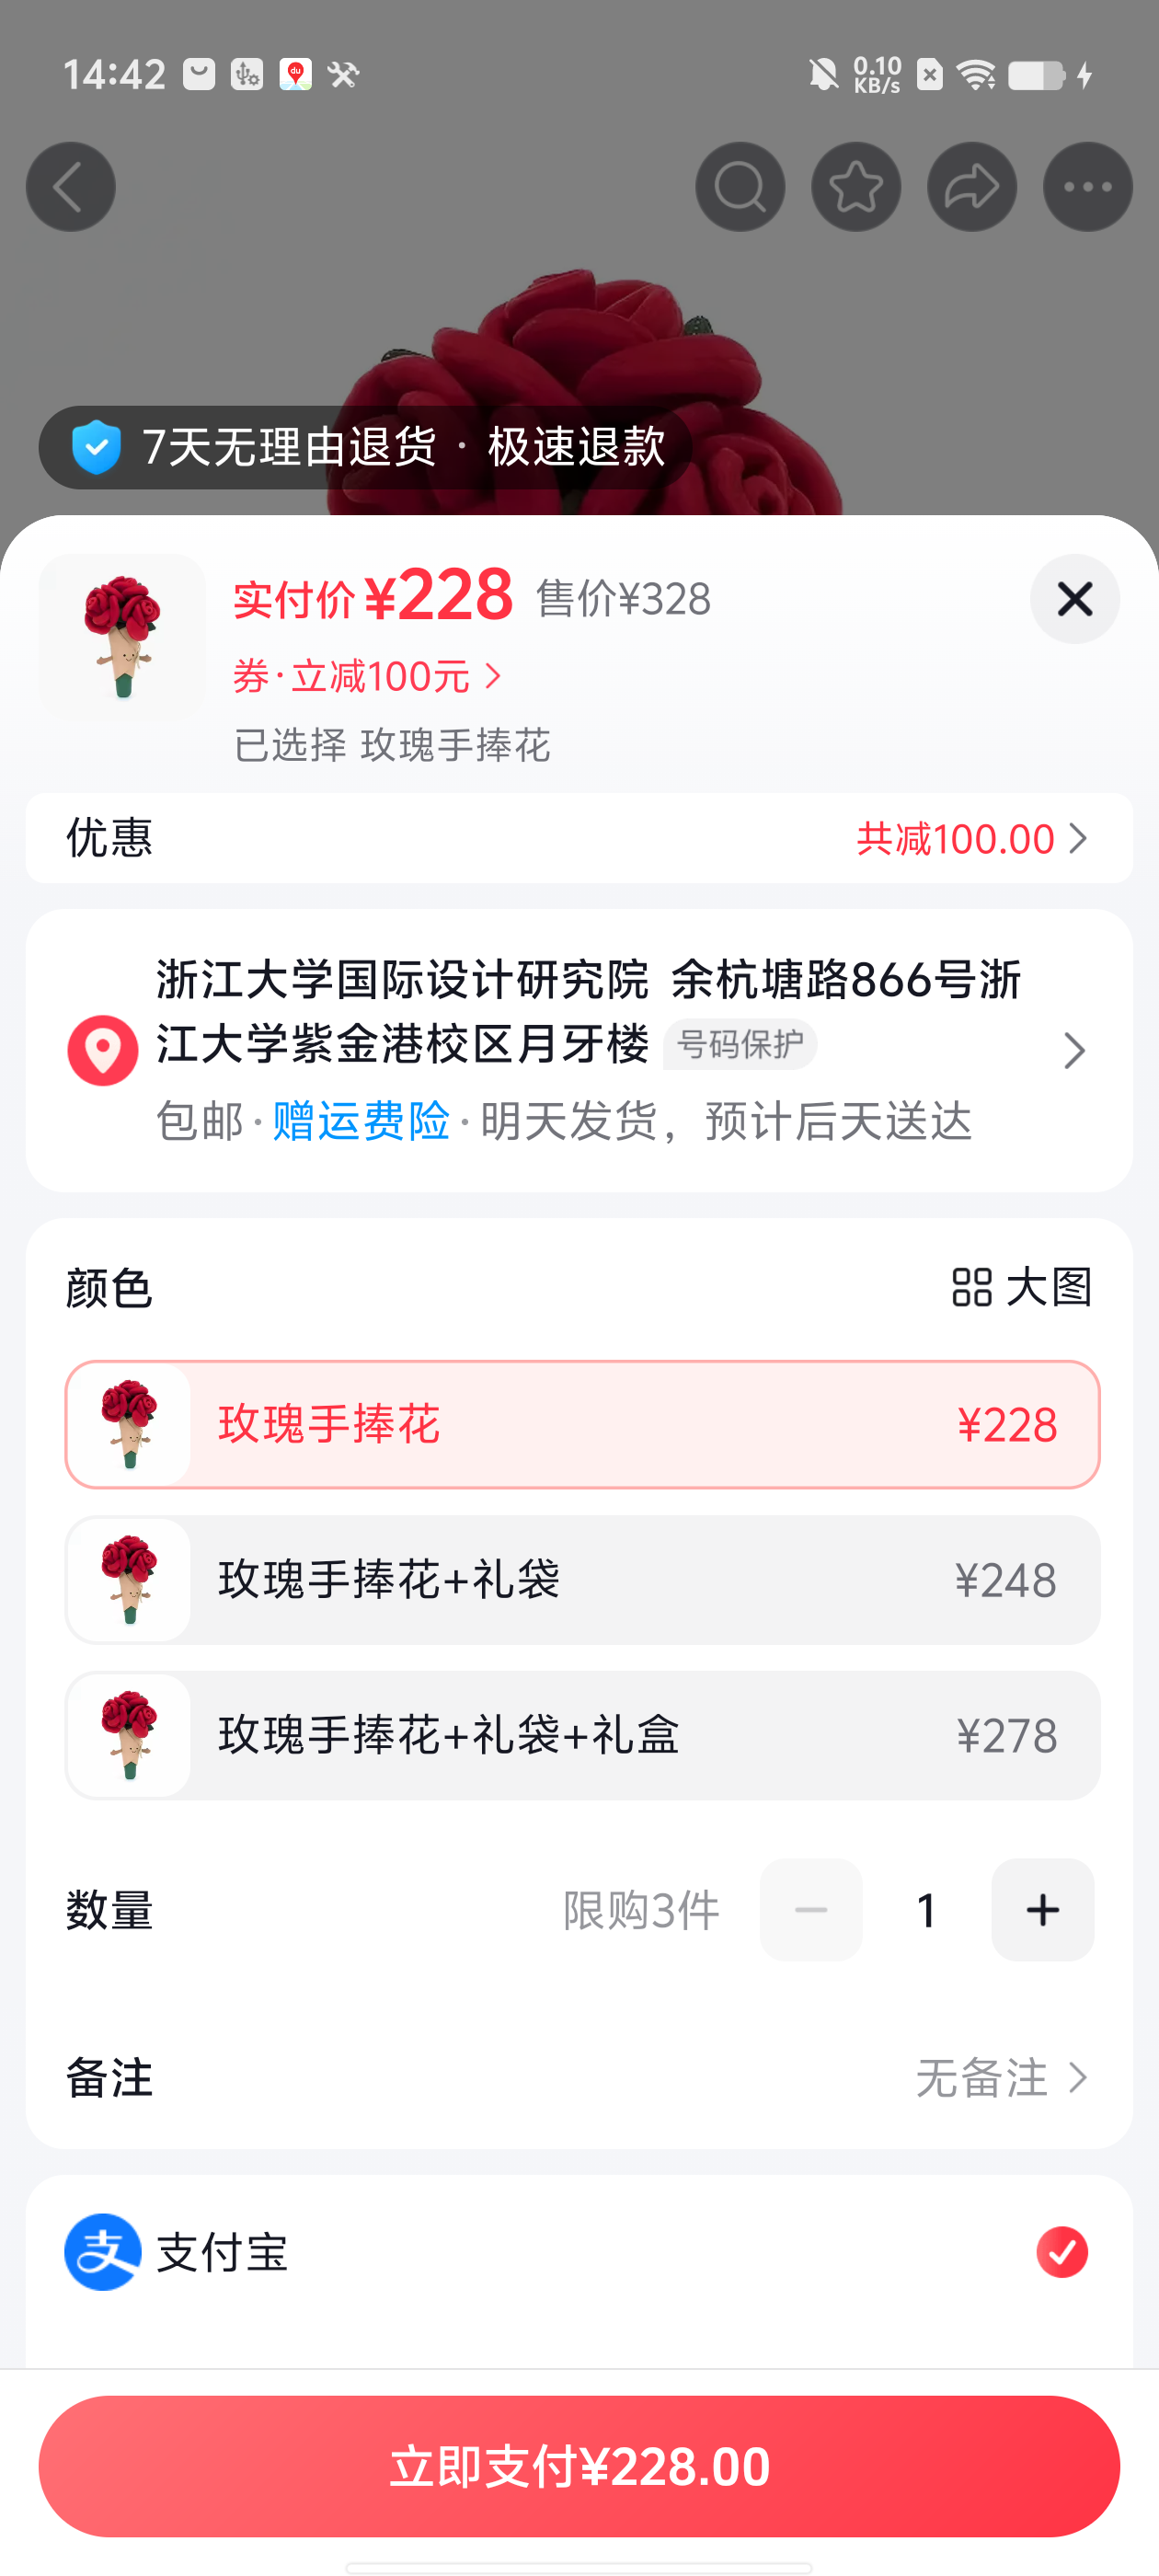 14:42
du
0.10
KB/s
7天无理由退货 · 极速退款
实付价 ¥228 售价¥328
券·立减100元 >
已选择 玫瑰手捧花
优惠
共减100.00 >
浙江大学国际设计研究院 余杭塘路866号浙
江大学紫金港校区月牙楼 号码保护
包邮·赠运费险·明天发货，预计后天送达
颜色
大图
玫瑰手捧花 ¥228
玫瑰手捧花+礼袋 ¥248
玫瑰手捧花+礼袋+礼盒 ¥278
数量 限购3件 − 1 +
备注 无备注 >
支 支付宝
立即支付¥228.00